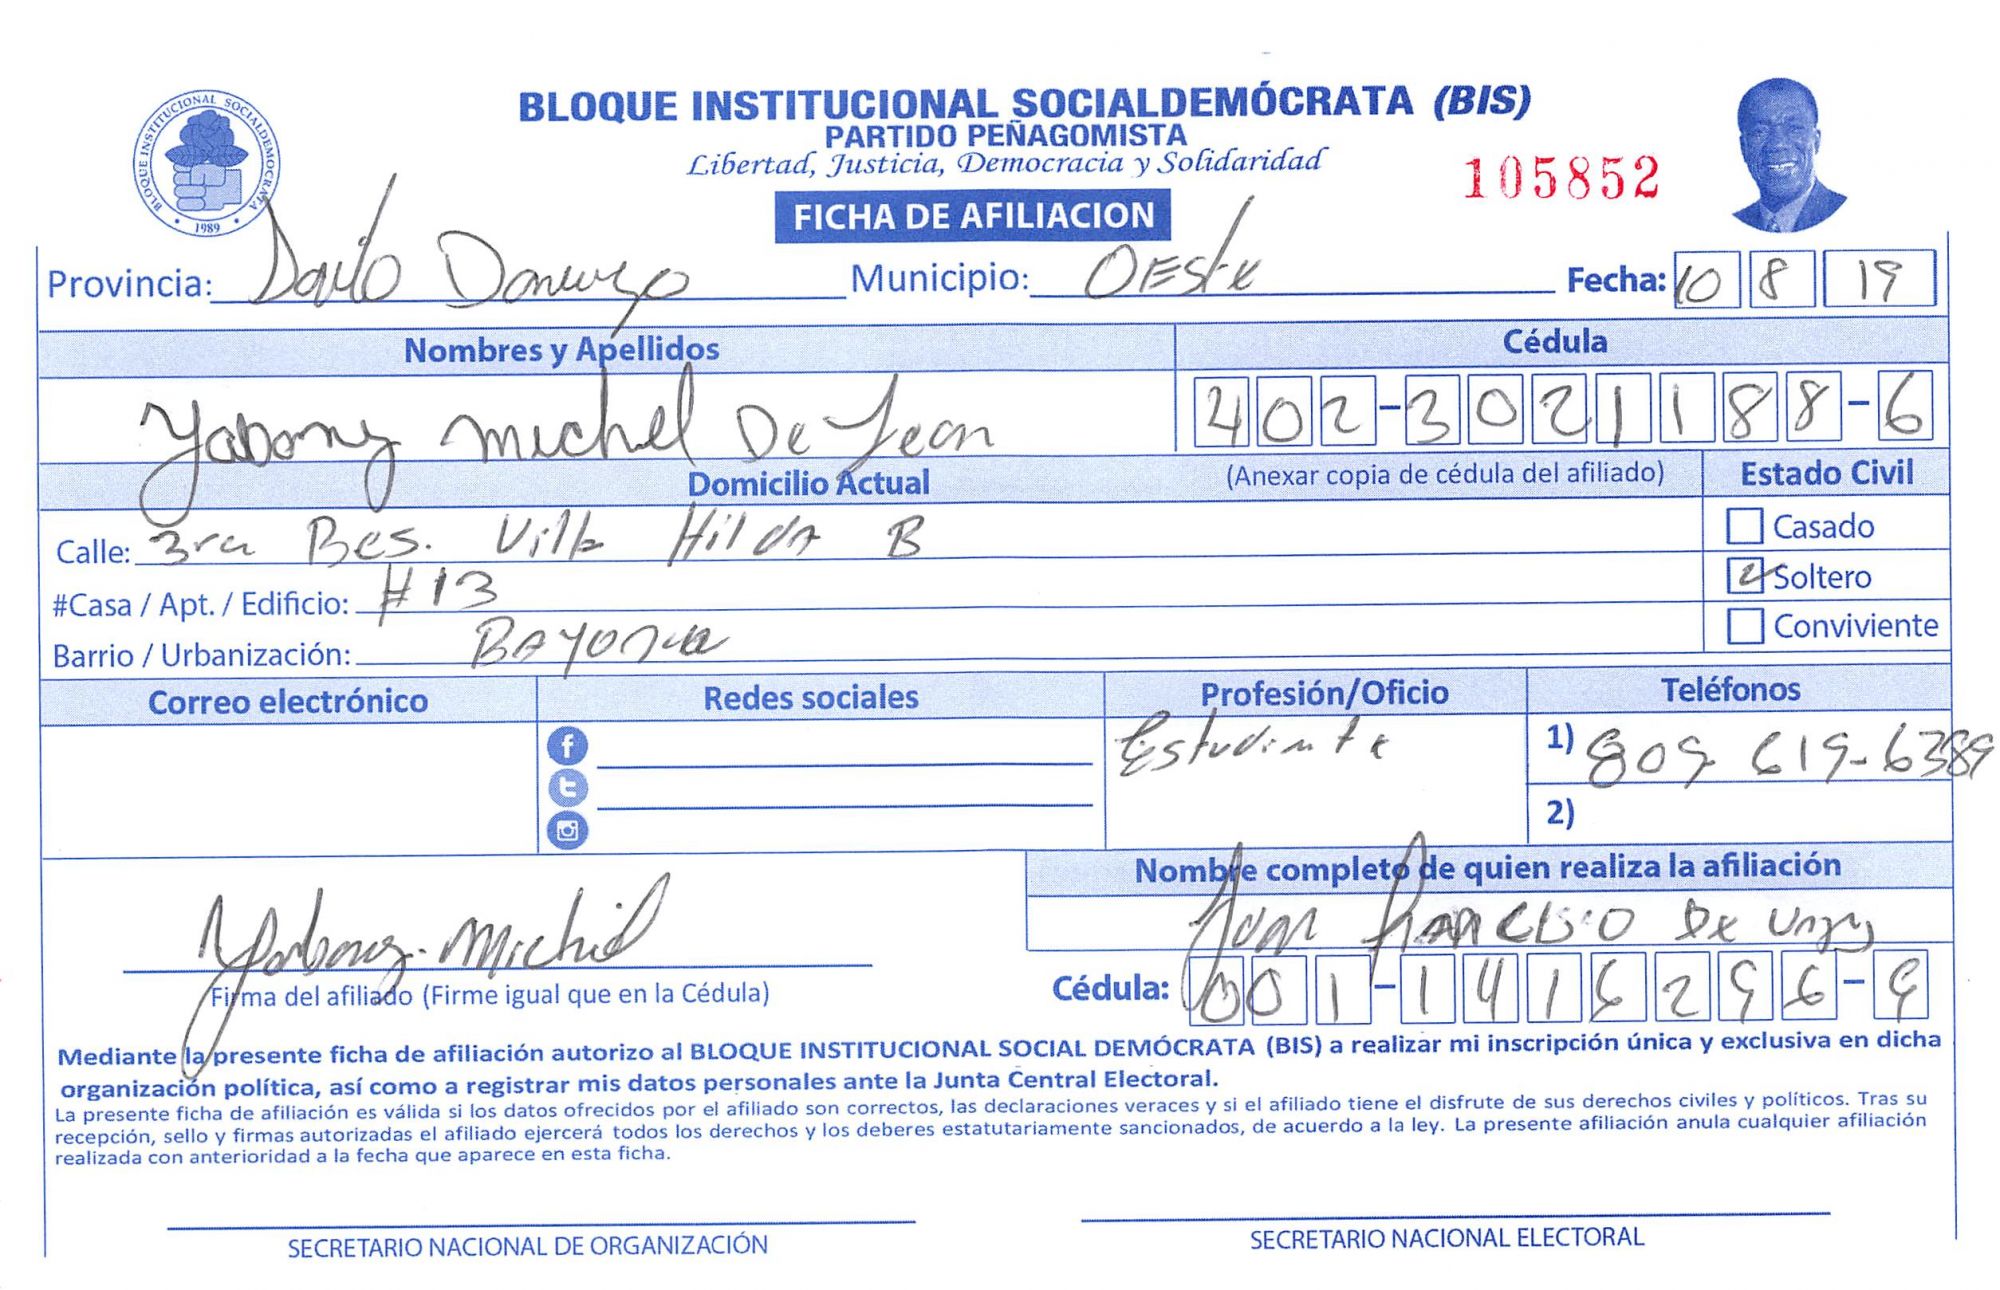 BLOQUE INSTITUCIONAL SOCIALDEMÓCRATA (BIS)
PARTIDO PEÑAGOMISTA
Libertad, Justicia, Democracia y Solidaridad
105852
BLOQUE INSTITUCIONAL SOCIALDEMOCRATA
1989
FICHA DE AFILIACION
Provincia: Municipio: OEste Fecha: 10 8 19
Nombres y Apellidos Cédula
Michel De Leon 402-3021188-6
Domicilio Actual (Anexar copia de cédula del afiliado) Estado Civil
Calle: 3ra Res. Villa Hilda B Casado
#Casa / Apt. / Edificio: #13 Soltero
Barrio / Urbanización: BAYONA Conviviente
Correo electrónico Redes sociales Profesión/Oficio Teléfonos
Estudiante 1) 809 619-6389
2)
Nombre completo de quien realiza la afiliación
Juan FRANCISCO De
Firma del afiliado (Firme igual que en la Cédula) Cédula: 001-1416296-9
Mediante la presente ficha de afiliación autorizo al BLOQUE INSTITUCIONAL SOCIAL DEMÓCRATA (BIS) a realizar mi inscripción única y exclusiva en dicha
organización política, así como a registrar mis datos personales ante la Junta Central Electoral.
La presente ficha de afiliación es válida si los datos ofrecidos por el afiliado son correctos, las declaraciones veraces y si el afiliado tiene el disfrute de sus derechos civiles y políticos. Tras su
recepción, sello y firmas autorizadas el afiliado ejercerá todos los derechos y los deberes estatutariamente sancionados, de acuerdo a la ley. La presente afiliación anula cualquier afiliación
realizada con anterioridad a la fecha que aparece en esta ficha.
SECRETARIO NACIONAL DE ORGANIZACIÓN SECRETARIO NACIONAL ELECTORAL